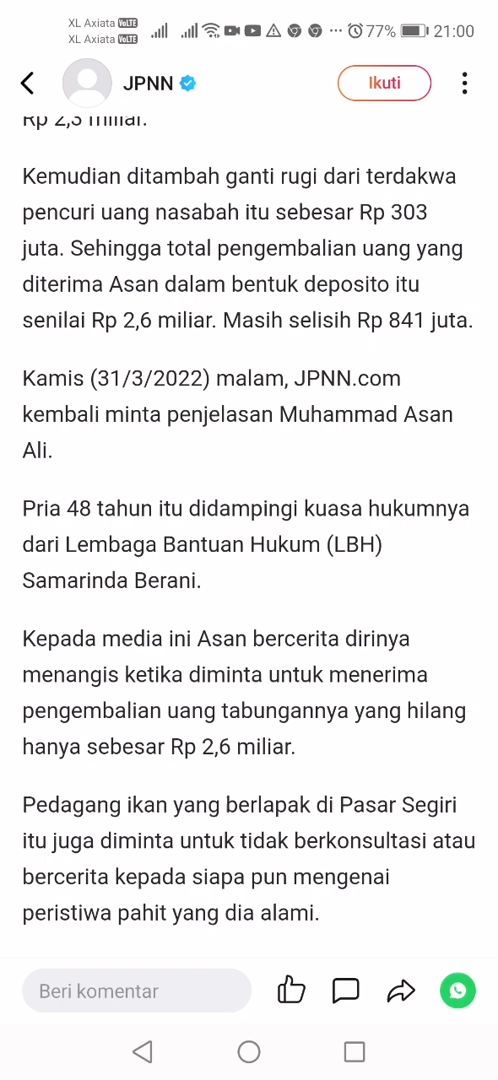 XL Axiata VoLTE
XL Axiata VoLTE
77% 21:00
JPNN
Ikuti
Rp 2,3 miliar.
Kemudian ditambah ganti rugi dari terdakwa
pencuri uang nasabah itu sebesar Rp 303
juta. Sehingga total pengembalian uang yang
diterima Asan dalam bentuk deposito itu
senilai Rp 2,6 miliar. Masih selisih Rp 841 juta.
Kamis (31/3/2022) malam, JPNN.com
kembali minta penjelasan Muhammad Asan
Ali.
Pria 48 tahun itu didampingi kuasa hukumnya
dari Lembaga Bantuan Hukum (LBH)
Samarinda Berani.
Kepada media ini Asan bercerita dirinya
menangis ketika diminta untuk menerima
pengembalian uang tabungannya yang hilang
hanya sebesar Rp 2,6 miliar.
Pedagang ikan yang berlapak di Pasar Segiri
itu juga diminta untuk tidak berkonsultasi atau
bercerita kepada siapa pun mengenai
peristiwa pahit yang dia alami.
Beri komentar